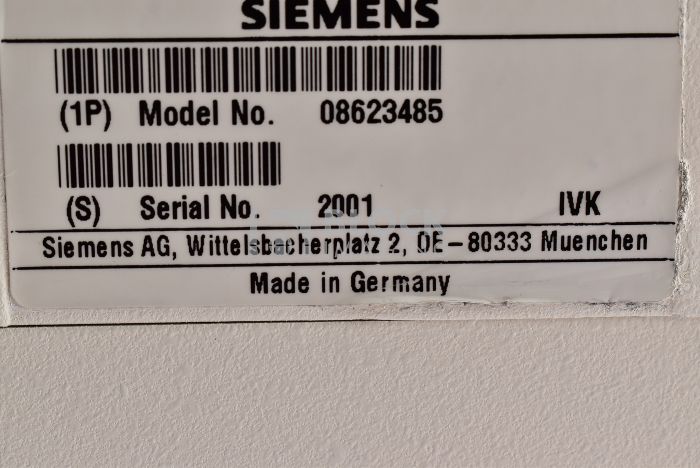 SIEMENS
(1P) Model No. 08623485
(S) Serial No. 2001 IVK
Siemens AG, Wittelsbacherplatz 2, DE-80333 Muenchen
Made in Germany